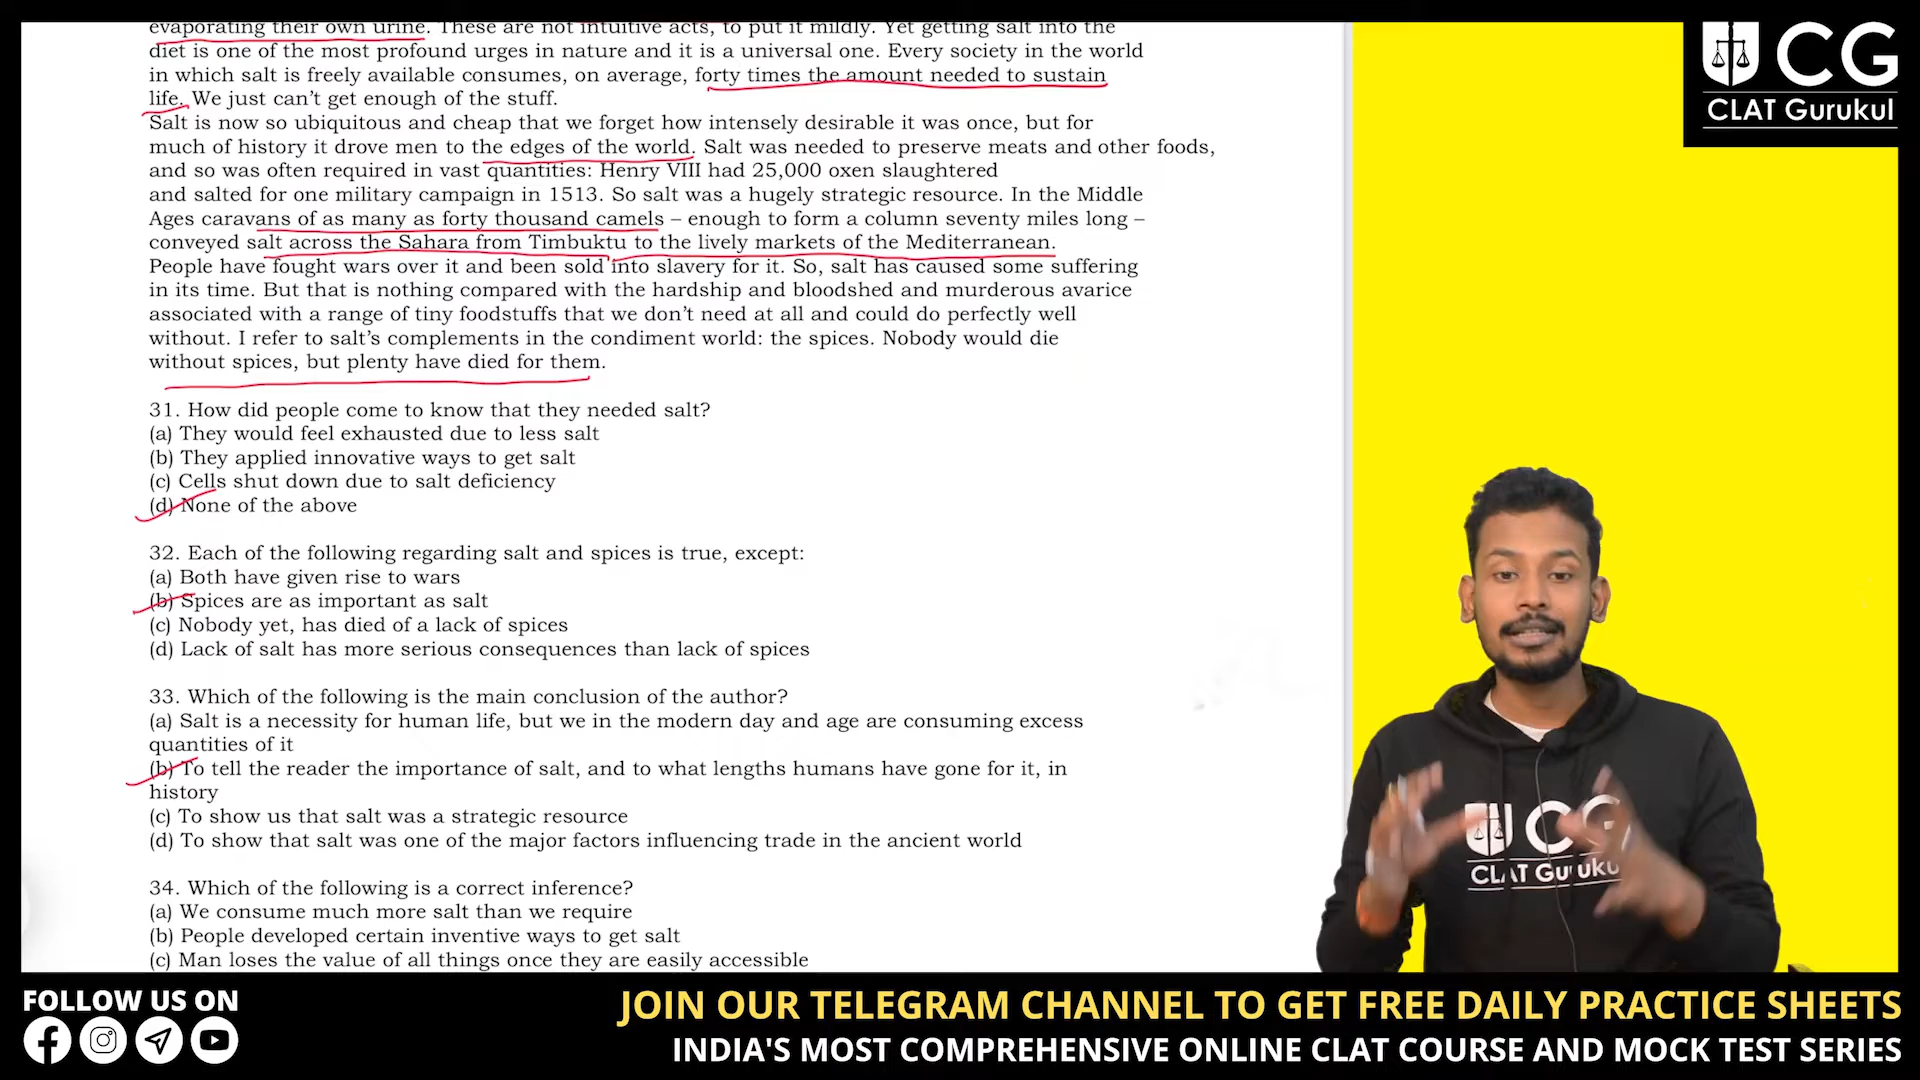 evaporating their own urine. These are not intuitive acts, to put it mildly. Yet getting salt into the
diet is one of the most profound urges in nature and it is a universal one. Every society in the world
in which salt is freely available consumes, on average, forty times the amount needed to sustain
life. We just can't get enough of the stuff.
Salt is now so ubiquitous and cheap that we forget how intensely desirable it was once, but for
much of history it drove men to the edges of the world. Salt was needed to preserve meats and other foods,
and so was often required in vast quantities: Henry VIII had 25,000 oxen slaughtered
and salted for one military campaign in 1513. So salt was a hugely strategic resource. In the Middle
Ages caravans of as many as forty thousand camels – enough to form a column seventy miles long –
conveyed salt across the Sahara from Timbuktu to the lively markets of the Mediterranean.
People have fought wars over it and been sold into slavery for it. So, salt has caused some suffering
in its time. But that is nothing compared with the hardship and bloodshed and murderous avarice
associated with a range of tiny foodstuffs that we don't need at all and could do perfectly well
without. I refer to salt's complements in the condiment world: the spices. Nobody would die
without spices, but plenty have died for them.
31. How did people come to know that they needed salt?
(a) They would feel exhausted due to less salt
(b) They applied innovative ways to get salt
(c) Cells shut down due to salt deficiency
(d) None of the above
32. Each of the following regarding salt and spices is true, except:
(a) Both have given rise to wars
(b) Spices are as important as salt
(c) Nobody yet, has died of a lack of spices
(d) Lack of salt has more serious consequences than lack of spices
33. Which of the following is the main conclusion of the author?
(a) Salt is a necessity for human life, but we in the modern day and age are consuming excess
quantities of it
(b) To tell the reader the importance of salt, and to what lengths humans have gone for it, in
history
(c) To show us that salt was a strategic resource
(d) To show that salt was one of the major factors influencing trade in the ancient world
34. Which of the following is a correct inference?
(a) We consume much more salt than we require
(b) People developed certain inventive ways to get salt
(c) Man loses the value of all things once they are easily accessible
CG
CLAT Gurukul
CG
CLAT Gurukul
FOLLOW US ON
JOIN OUR TELEGRAM CHANNEL TO GET FREE DAILY PRACTICE SHEETS
INDIA'S MOST COMPREHENSIVE ONLINE CLAT COURSE AND MOCK TEST SERIES